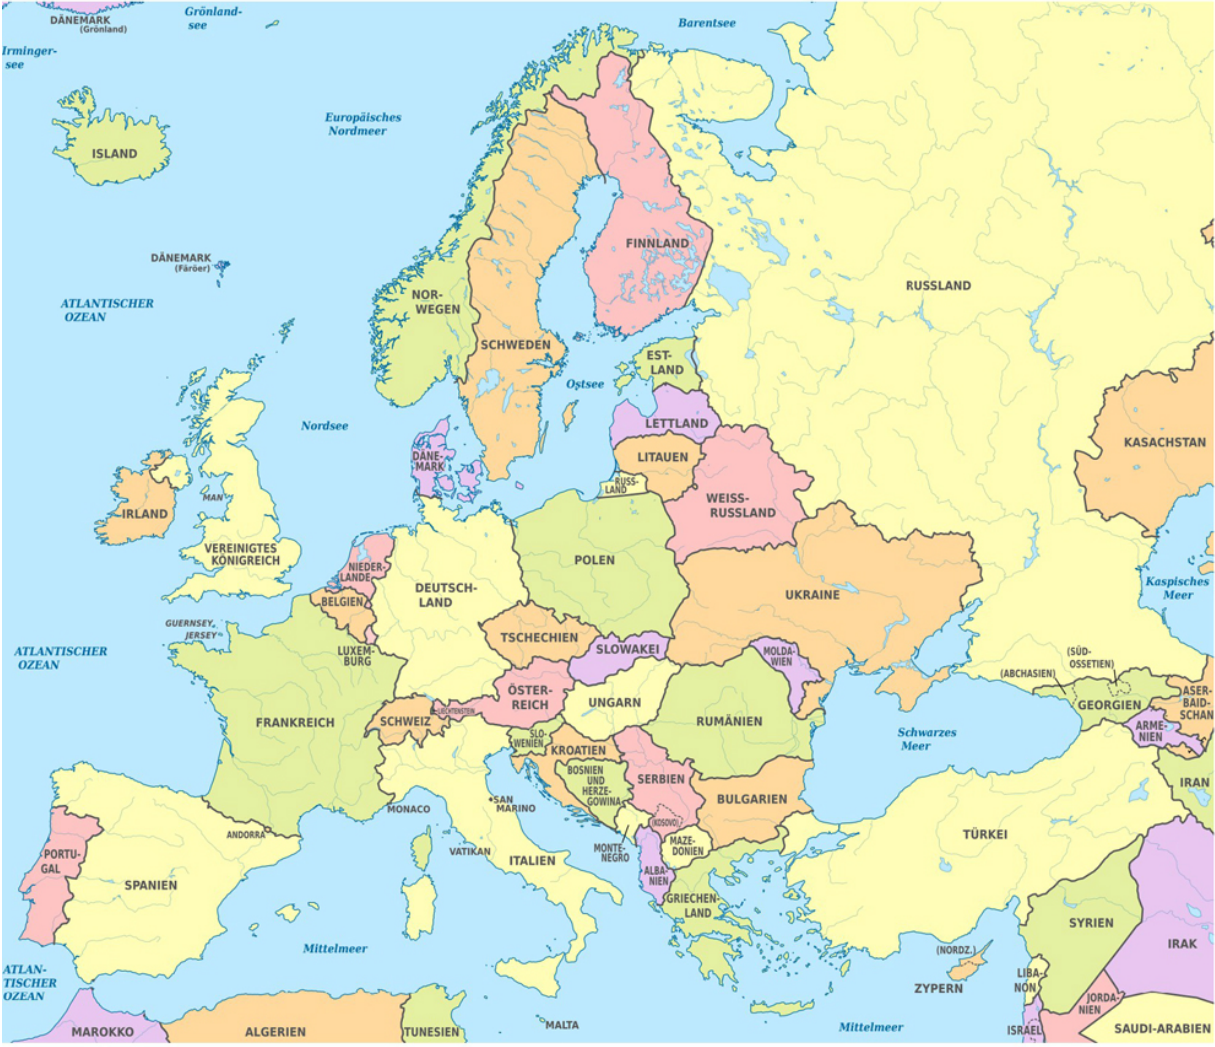 DÄNEMARK
(Grönland)
Grönland-
see
Barentsee
Irminger-
see
Europäisches
Nordmeer
ISLAND
DÄNEMARK
(Färöer)
FINNLAND
RUSSLAND
ATLANTISCHER
OZEAN
NOR-
WEGEN
SCHWEDEN
EST-
LAND
Ostsee
Nordsee
LETTLAND
KASACHSTAN
DÄNE-
MARK
LITAUEN
RUSS-
LAND
MAN
WEISS-
RUSSLAND
IRLAND
VEREINIGTES
KÖNIGREICH
POLEN
NIEDER-
LANDE
DEUTSCH-
LAND
UKRAINE
Kaspisches
Meer
BELGIEN
GUERNSEY,
JERSEY
TSCHECHIEN
SLOWAKEI
LUXEM-
BURG
MOLDA-
WIEN
ATLANTISCHER
OZEAN
(SÜD-
OSSETIEN)
(ABCHASIEN)
ÖSTER-
REICH
LIECHTENSTEIN
UNGARN
GEORGIEN
ASER-
BAID-
SCHAN
FRANKREICH
SCHWEIZ
RUMÄNIEN
ARME-
NIEN
SLO-
WENIEN
KROATIEN
Schwarzes
Meer
BOSNIEN
UND
HERZE-
GOWINA
SERBIEN
IRAN
MONACO
SAN
MARINO
BULGARIEN
(KOSOVO)
ANDORRA
TÜRKEI
MONTE-
NEGRO
MAZE-
DONIEN
PORTU-
GAL
VATIKAN
ITALIEN
ALBA-
NIEN
SPANIEN
GRIECHEN-
LAND
SYRIEN
Mittelmeer
(NORDZ.)
IRAK
ATLAN-
TISCHER
OZEAN
ZYPERN
LIBA-
NON
JORDA-
NIEN
MAROKKO
ALGERIEN
TUNESIEN
MALTA
Mittelmeer
ISRAEL
SAUDI-ARABIEN